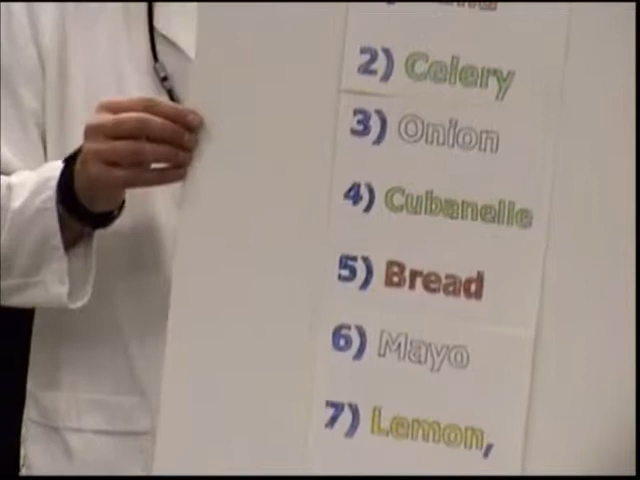 2) Celery
3) Onion
4) Cubanelle
5) Bread
6) Mayo
7) Lemon,